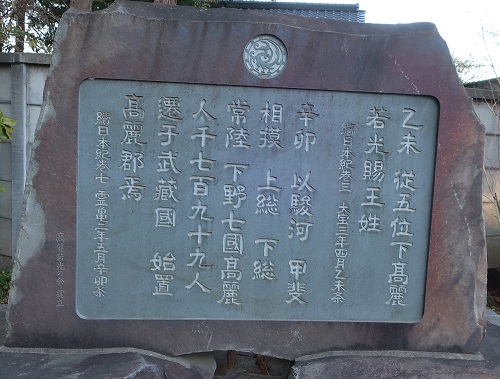 乙未 從五位下高麗
若光賜王姓
續日本紀卷三 大宝三年四月乙未条
辛卯 以駿河 甲斐
相摸 上総 下総
常陸 下野七國高麗
人千七百九十九人
遷于武藏國 始置
高麗郡焉
續日本紀卷七 霊亀二年五月辛卯条